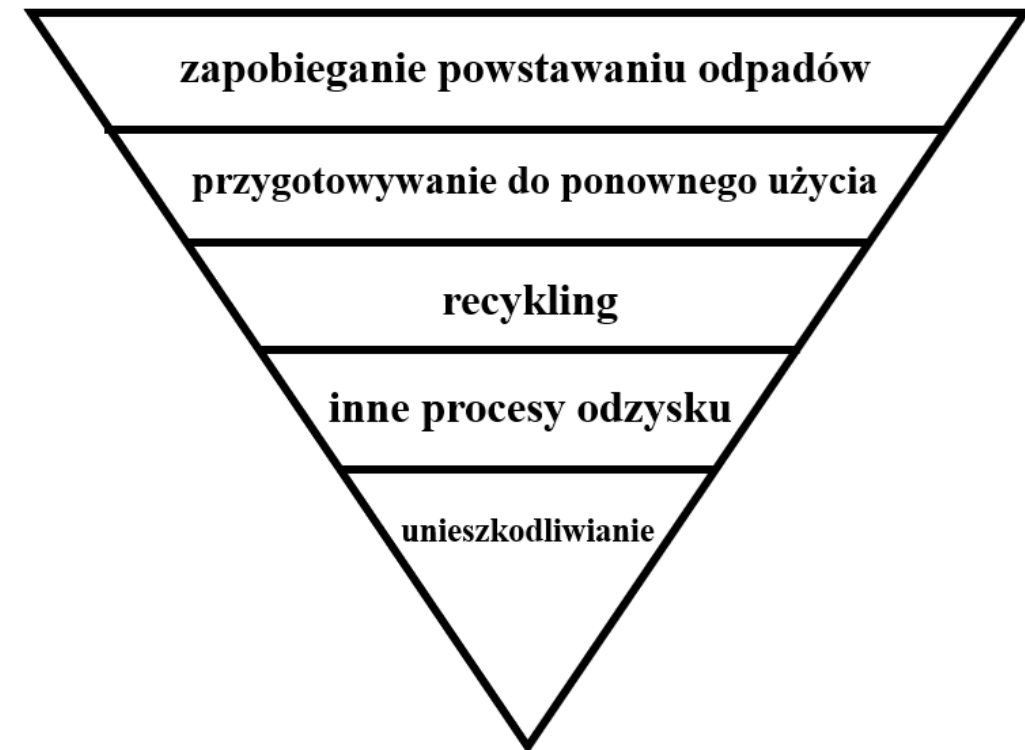 zapobieganie powstawaniu odpadów
przygotowywanie do ponownego użycia
recykling
inne procesy odzysku
unieszkodliwianie